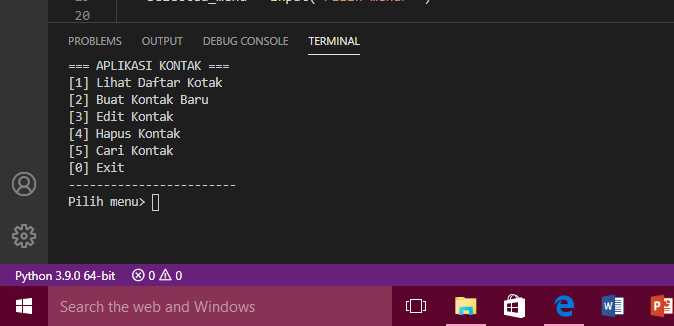 20
PROBLEMS OUTPUT DEBUG CONSOLE TERMINAL
=== APLIKASI KONTAK ===
[1] Lihat Daftar Kotak
[2] Buat Kontak Baru
[3] Edit Kontak
[4] Hapus Kontak
[5] Cari Kontak
[0] Exit
------------------------
Pilih menu>
Python 3.9.0 64-bit 0 0
Search the web and Windows